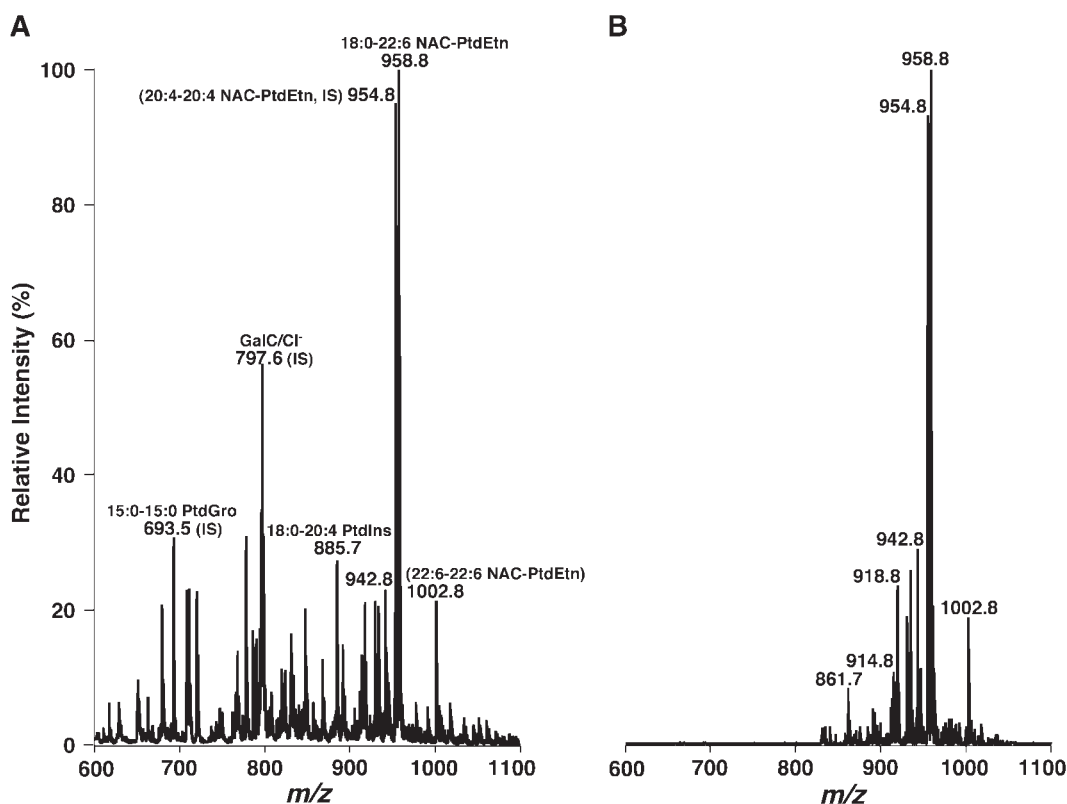 A
18:0-22:6 NAC-PtdEtn
958.8
(20:4-20:4 NAC-PtdEtn, IS) 954.8
GalC/Cl-
797.6 (IS)
15:0-15:0 PtdGro
693.5 (IS)
18:0-20:4 PtdIns
885.7
942.8
(22:6-22:6 NAC-PtdEtn)
1002.8
Relative Intensity (%)
100
80
60
40
20
0
600 700 800 900 1000 1100
m/z
B
958.8
954.8
942.8
918.8
1002.8
914.8
861.7
600 700 800 900 1000 1100
m/z